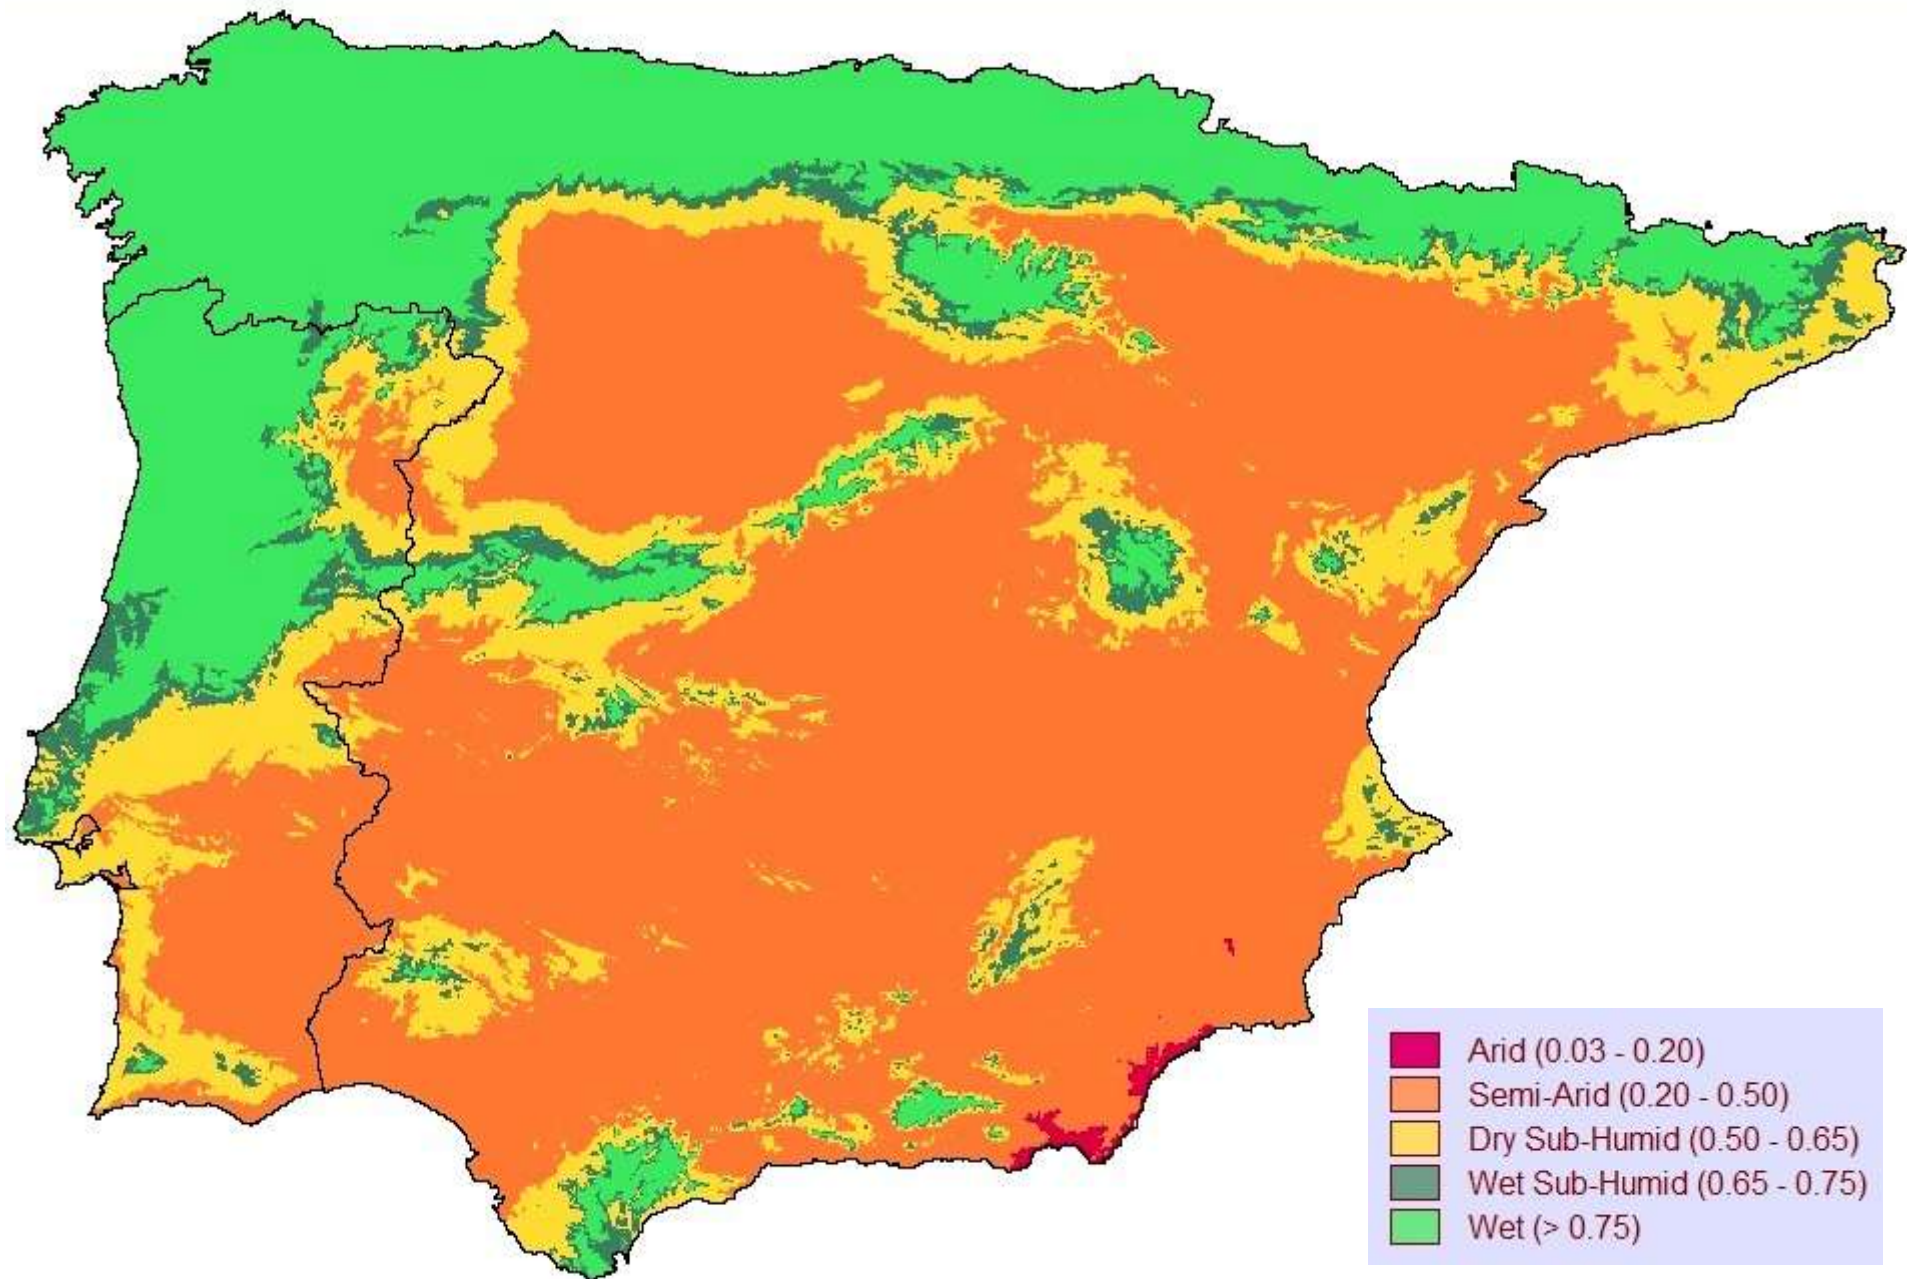 Arid (0.03 - 0.20)
Semi-Arid (0.20 - 0.50)
Dry Sub-Humid (0.50 - 0.65)
Wet Sub-Humid (0.65 - 0.75)
Wet (> 0.75)